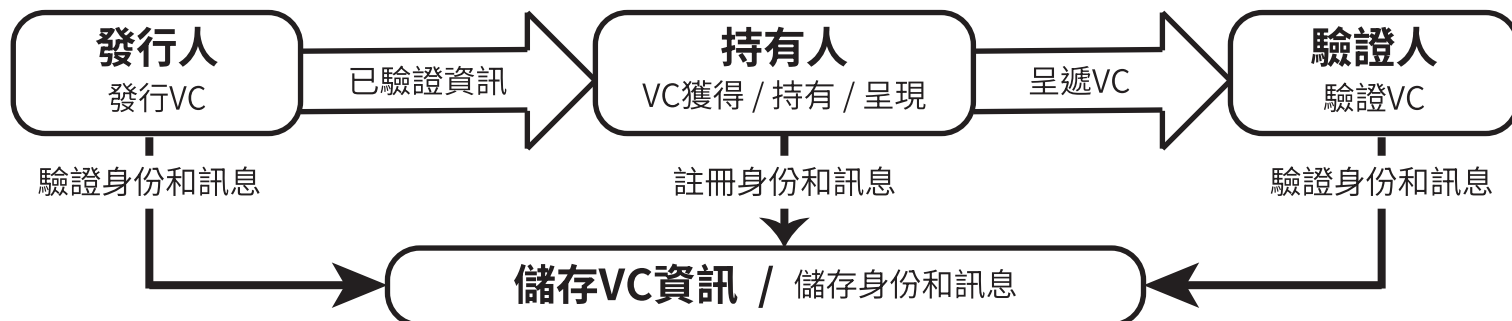 發行人
發行VC
已驗證資訊
持有人
VC獲得 / 持有 / 呈現
呈遞VC
驗證人
驗證VC
驗證身份和訊息
註冊身份和訊息
驗證身份和訊息
儲存VC資訊 / 儲存身份和訊息